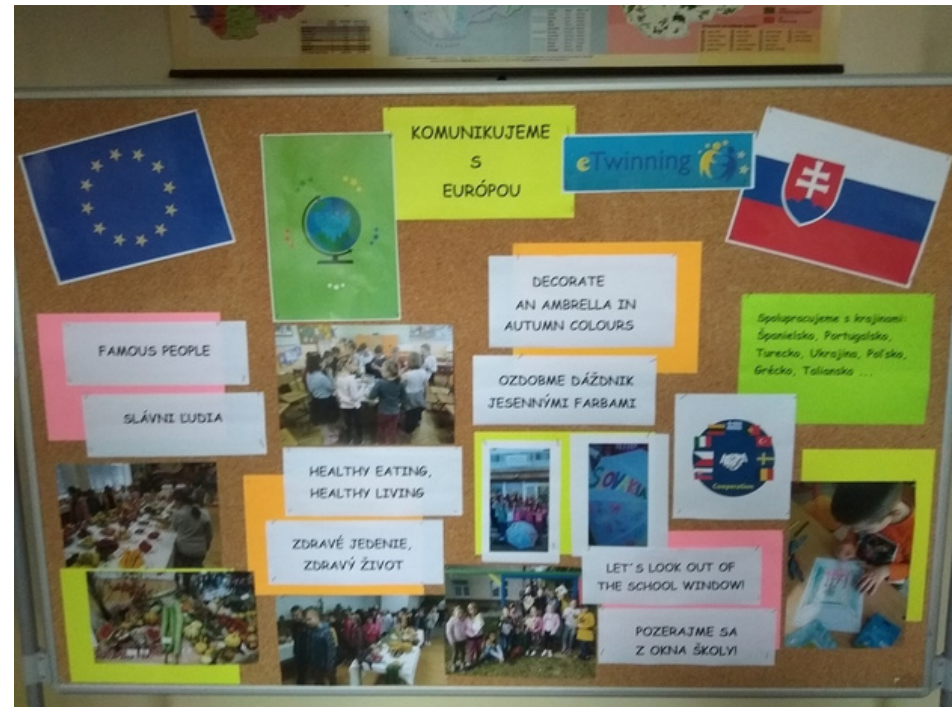 KOMUNIKUJEME
S
EURÓPOU
eTwinning
DECORATE
AN AMBRELLA IN
AUTUMN COLOURS
OZDOBME DÁŽDNIK
JESENNÝMI FARBAMI
Spolupracujeme s krajinami:
Španielsko, Portugalsko,
Turecko, Ukrajina, Poľsko,
Grécko, Taliansko ...
FAMOUS PEOPLE
SLÁVNI ĽUDIA
HEALTHY EATING,
HEALTHY LIVING
ZDRAVÉ JEDENIE,
ZDRAVÝ ŽIVOT
SLOVAKIA
Cooperation
LET´S LOOK OUT OF
THE SCHOOL WINDOW!
POZERAJME SA
Z OKNA ŠKOLY!